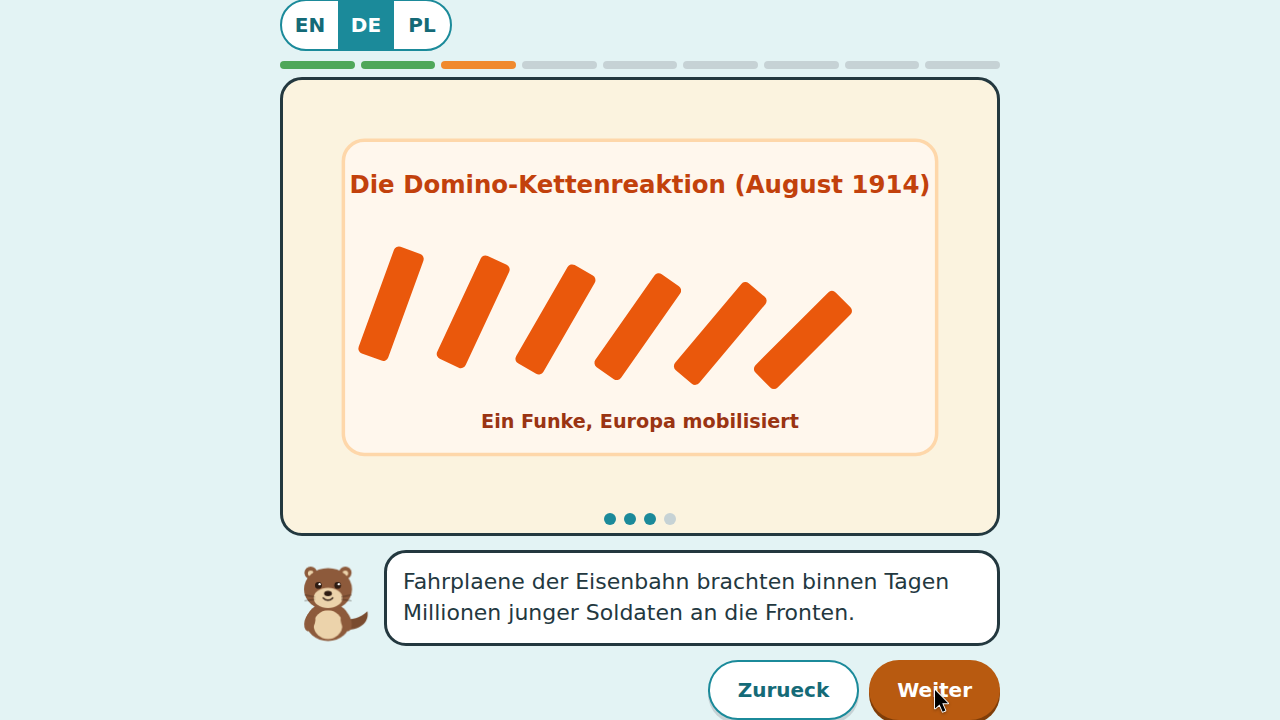 EN DE PL
Die Domino-Kettenreaktion (August 1914)
Ein Funke, Europa mobilisiert
Fahrplaene der Eisenbahn brachten binnen Tagen
Millionen junger Soldaten an die Fronten.
Zurueck Weiter